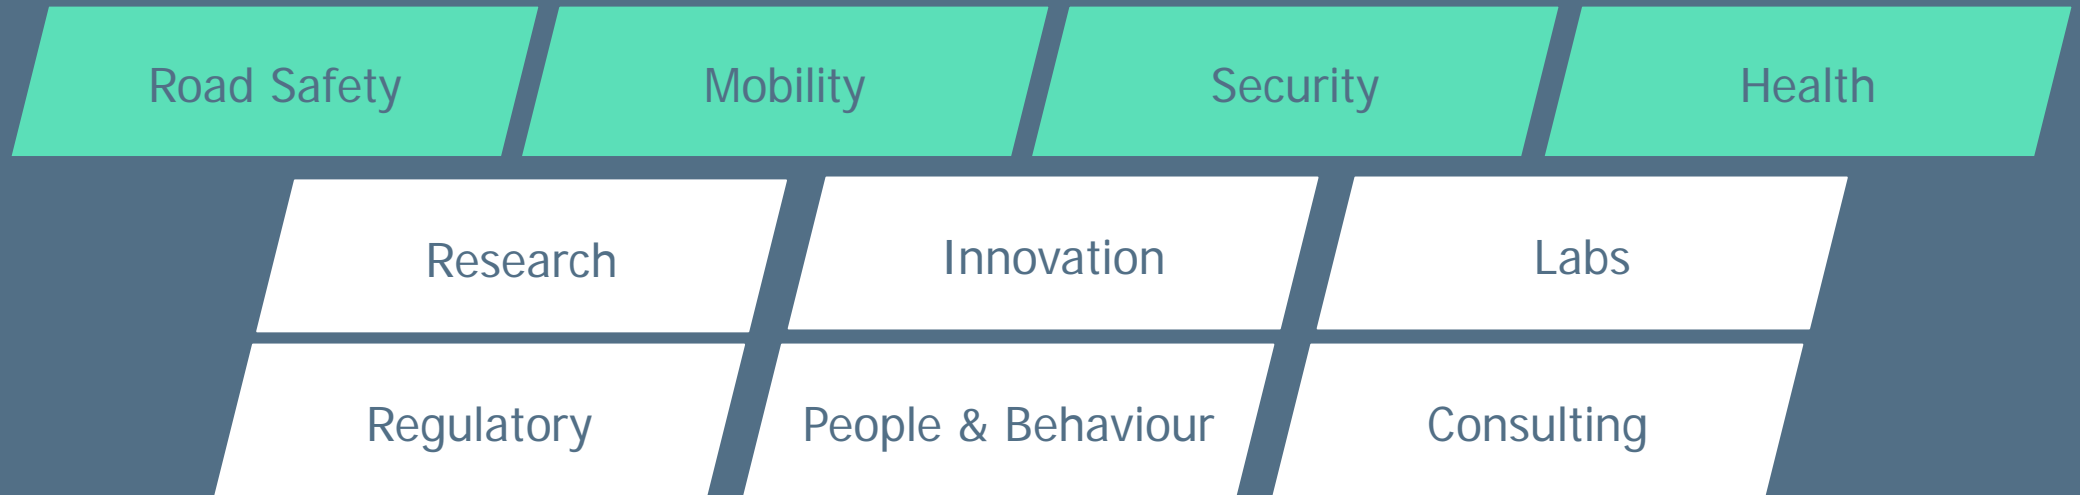 Road Safety
Mobility
Security
Health
Research
Innovation
Labs
Regulatory
People & Behaviour
Consulting